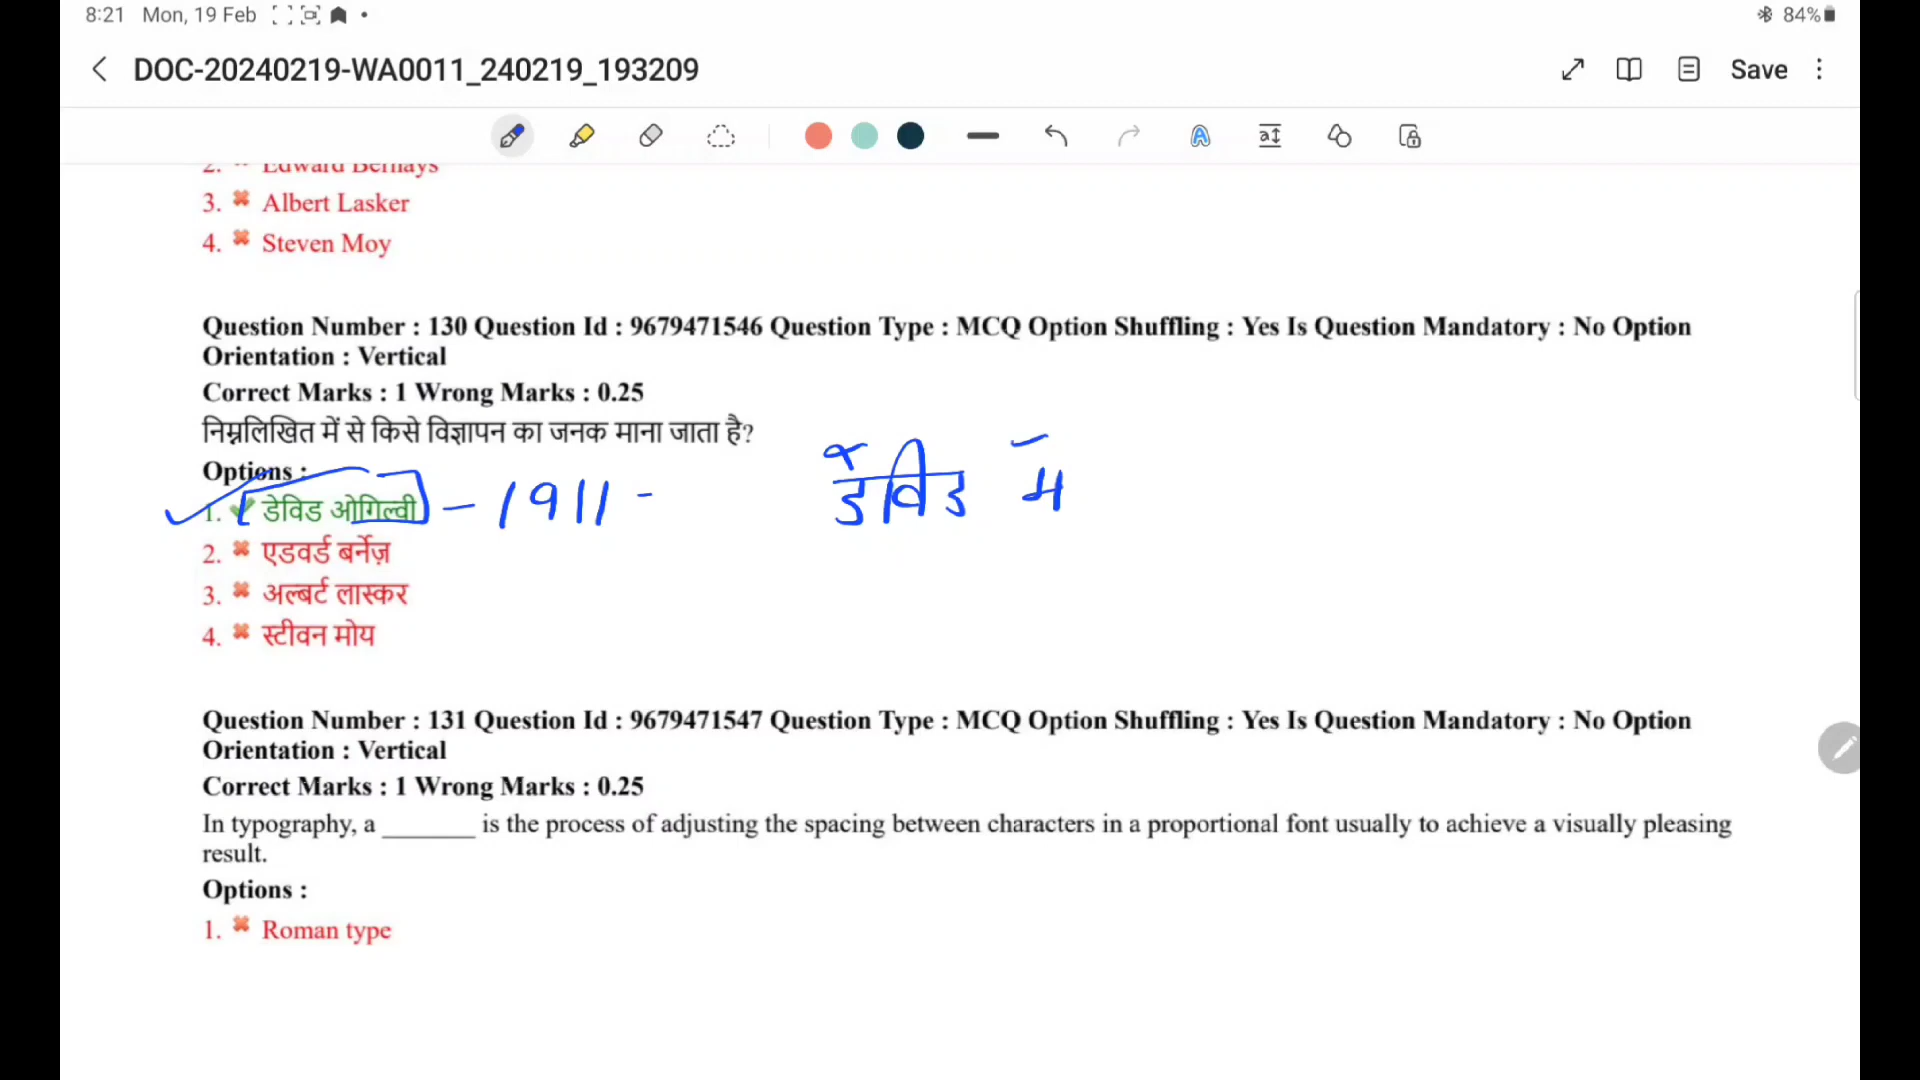 8:21 Mon, 19 Feb 84%
DOC-20240219-WA0011_240219_193209 Save
2. Edward Bernays
3. Albert Lasker
4. Steven Moy
Question Number : 130 Question Id : 9679471546 Question Type : MCQ Option Shuffling : Yes Is Question Mandatory : No Option
Orientation : Vertical
Correct Marks : 1 Wrong Marks : 0.25
निम्नलिखित में से किसे विज्ञापन का जनक माना जाता है?
Options :
1. डेविड ओगिल्वी - 1911 - डेविड म
2. एडवर्ड बर्नेज़
3. अल्बर्ट लास्कर
4. स्टीवन मोय
Question Number : 131 Question Id : 9679471547 Question Type : MCQ Option Shuffling : Yes Is Question Mandatory : No Option
Orientation : Vertical
Correct Marks : 1 Wrong Marks : 0.25
In typography, a _______ is the process of adjusting the spacing between characters in a proportional font usually to achieve a visually pleasing
result.
Options :
1. Roman type